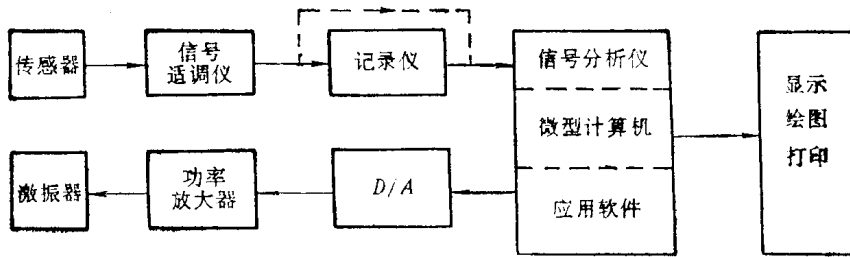 传感器
信号
适调仪
记录仪
信号分析仪
微型计算机
应用软件
显示
绘图
打印
激振器
功率
放大器
D/A